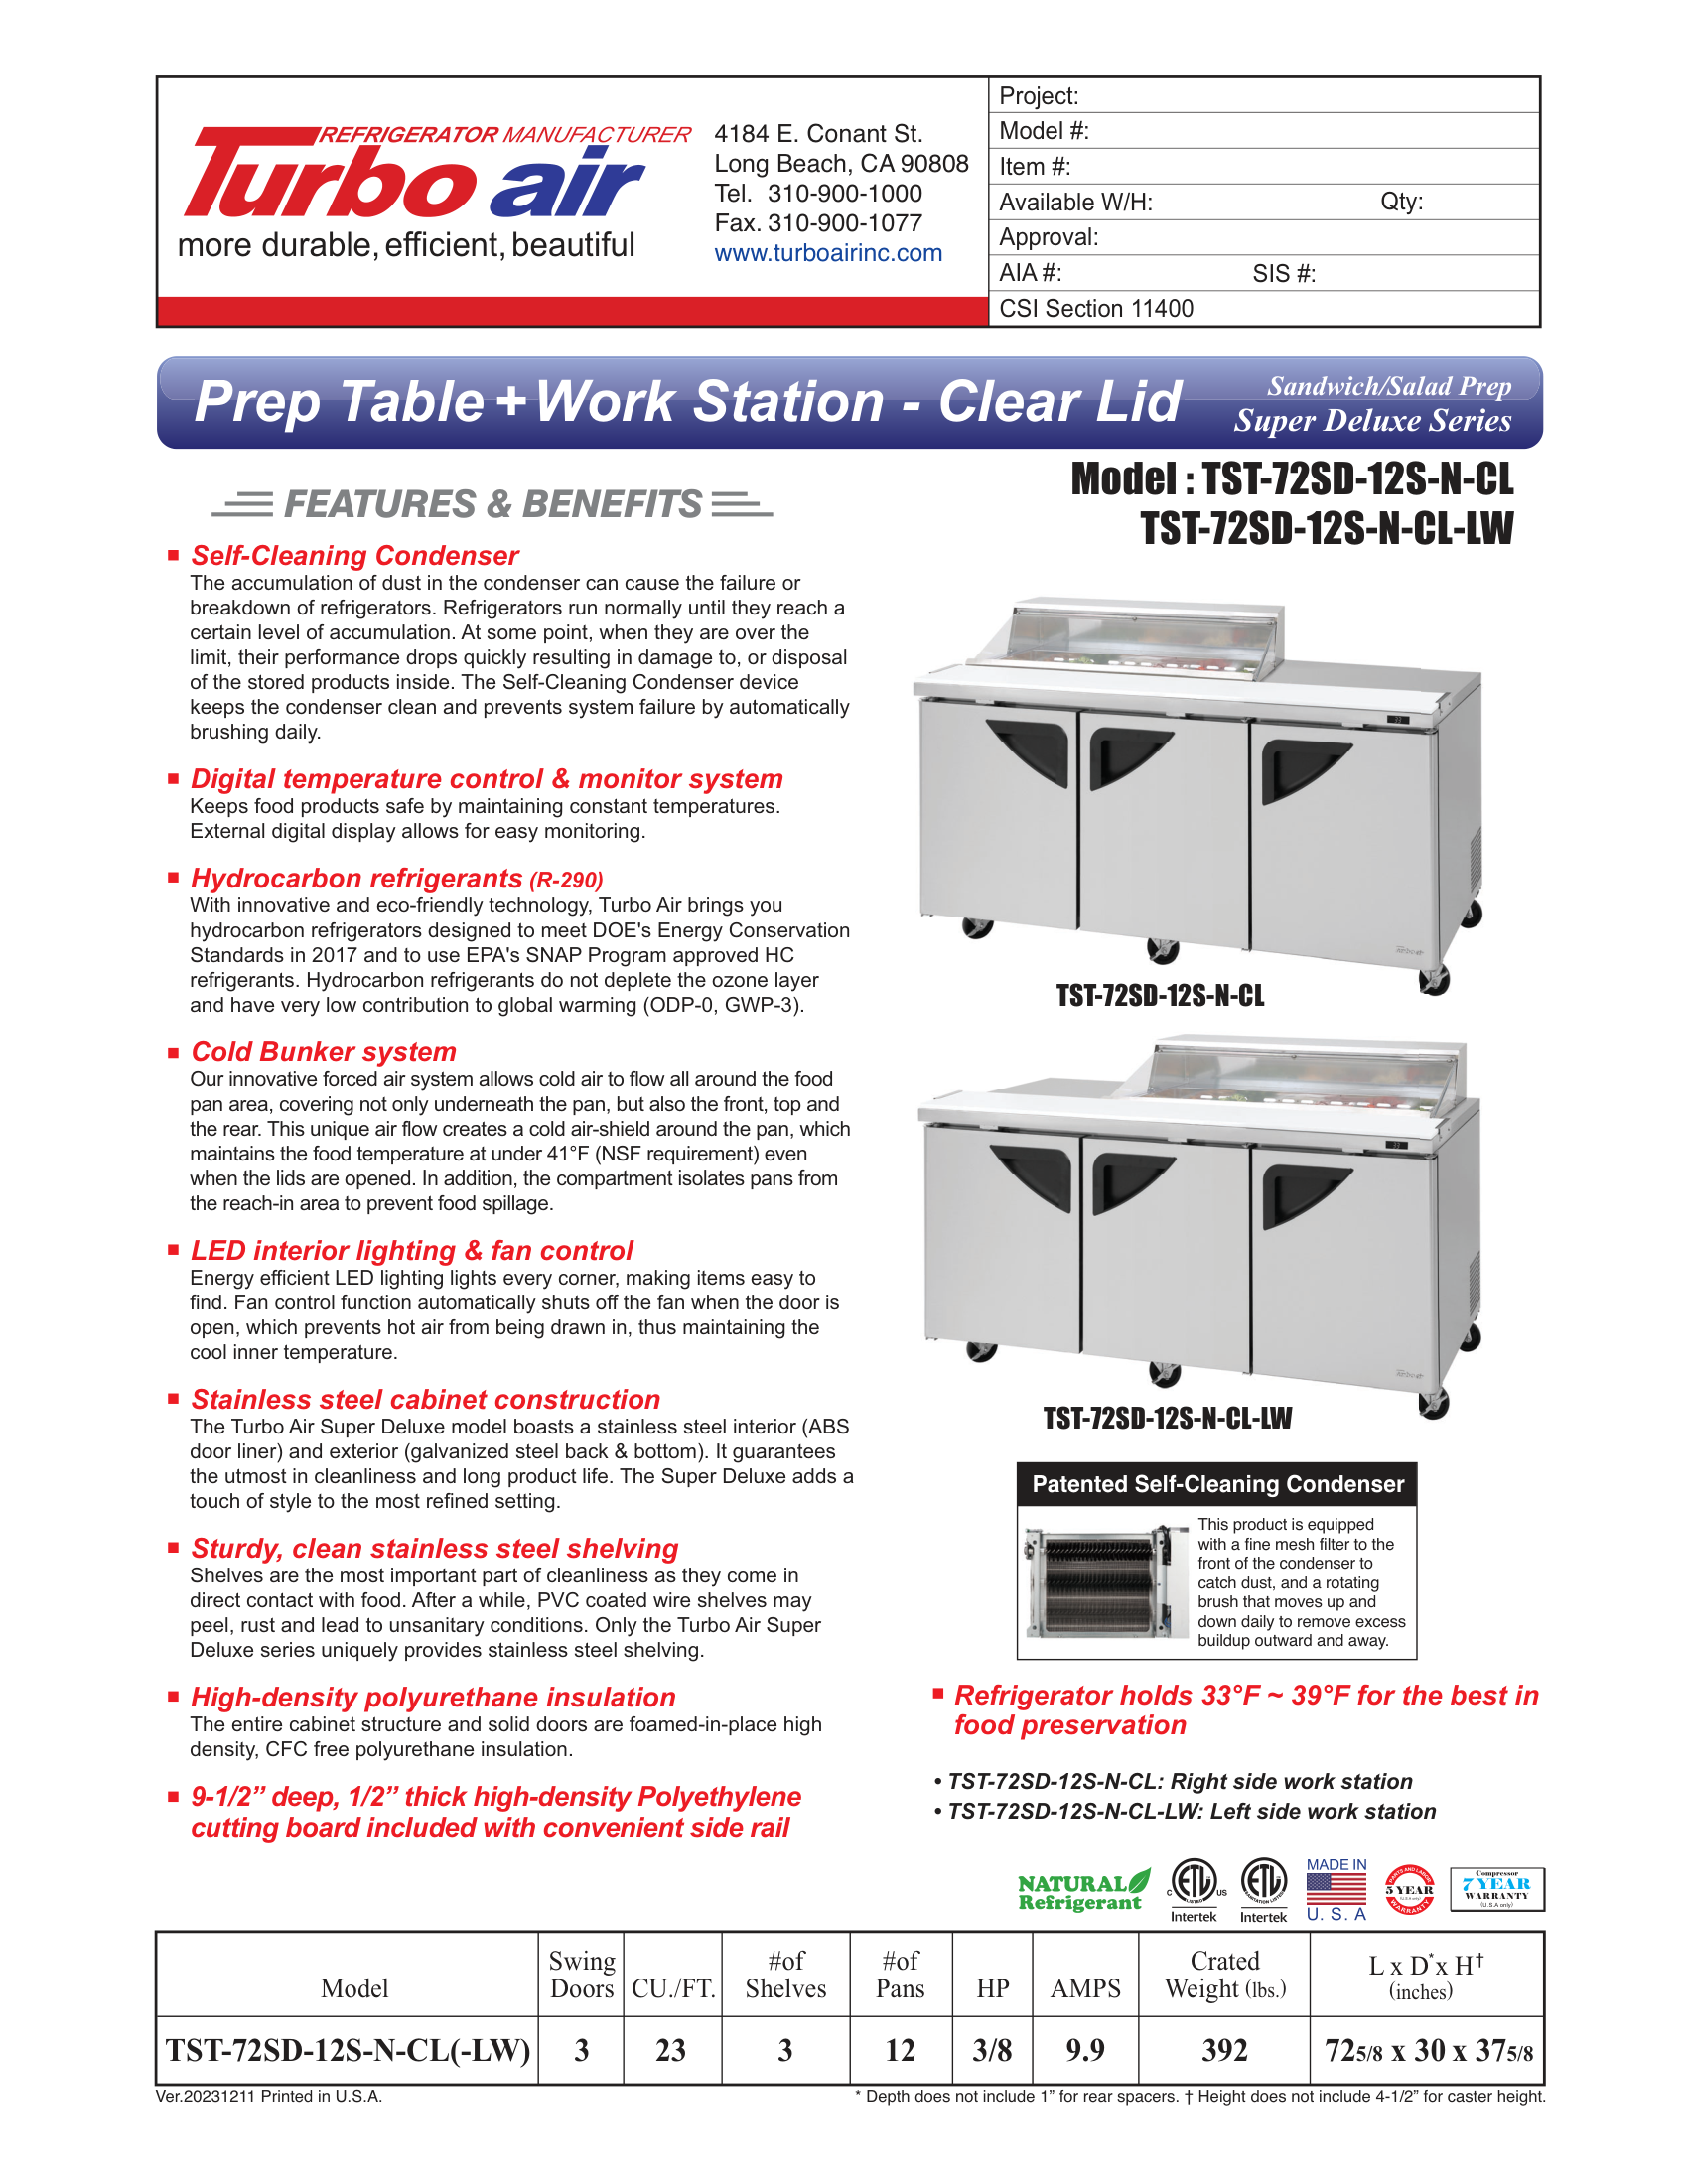 REFRIGERATOR MANUFACTURER
Turbo air
more durable, efficient, beautiful
4184 E. Conant St.
Long Beach, CA 90808
Tel. 310-900-1000
Fax. 310-900-1077
www.turboairinc.com
Project:
Model #:
Item #:
Available W/H: Qty:
Approval:
AIA #: SIS #:
CSI Section 11400
Prep Table + Work Station - Clear Lid
Sandwich/Salad Prep
Super Deluxe Series
Model : TST-72SD-12S-N-CL
TST-72SD-12S-N-CL-LW
FEATURES & BENEFITS
Self-Cleaning Condenser
The accumulation of dust in the condenser can cause the failure or
breakdown of refrigerators. Refrigerators run normally until they reach a
certain level of accumulation. At some point, when they are over the
limit, their performance drops quickly resulting in damage to, or disposal
of the stored products inside. The Self-Cleaning Condenser device
keeps the condenser clean and prevents system failure by automatically
brushing daily.
Digital temperature control & monitor system
Keeps food products safe by maintaining constant temperatures.
External digital display allows for easy monitoring.
Hydrocarbon refrigerants (R-290)
With innovative and eco-friendly technology, Turbo Air brings you
hydrocarbon refrigerators designed to meet DOE's Energy Conservation
Standards in 2017 and to use EPA's SNAP Program approved HC
refrigerants. Hydrocarbon refrigerants do not deplete the ozone layer
and have very low contribution to global warming (ODP-0, GWP-3).
Cold Bunker system
Our innovative forced air system allows cold air to flow all around the food
pan area, covering not only underneath the pan, but also the front, top and
the rear. This unique air flow creates a cold air-shield around the pan, which
maintains the food temperature at under 41°F (NSF requirement) even
when the lids are opened. In addition, the compartment isolates pans from
the reach-in area to prevent food spillage.
LED interior lighting & fan control
Energy efficient LED lighting lights every corner, making items easy to
find. Fan control function automatically shuts off the fan when the door is
open, which prevents hot air from being drawn in, thus maintaining the
cool inner temperature.
Stainless steel cabinet construction
The Turbo Air Super Deluxe model boasts a stainless steel interior (ABS
door liner) and exterior (galvanized steel back & bottom). It guarantees
the utmost in cleanliness and long product life. The Super Deluxe adds a
touch of style to the most refined setting.
Sturdy, clean stainless steel shelving
Shelves are the most important part of cleanliness as they come in
direct contact with food. After a while, PVC coated wire shelves may
peel, rust and lead to unsanitary conditions. Only the Turbo Air Super
Deluxe series uniquely provides stainless steel shelving.
High-density polyurethane insulation
The entire cabinet structure and solid doors are foamed-in-place high
density, CFC free polyurethane insulation.
9-1/2” deep, 1/2” thick high-density Polyethylene
cutting board included with convenient side rail
TST-72SD-12S-N-CL
TST-72SD-12S-N-CL-LW
Patented Self-Cleaning Condenser
This product is equipped
with a fine mesh filter to the
front of the condenser to
catch dust, and a rotating
brush that moves up and
down daily to remove excess
buildup outward and away.
Refrigerator holds 33°F ~ 39°F for the best in
food preservation
• TST-72SD-12S-N-CL: Right side work station
• TST-72SD-12S-N-CL-LW: Left side work station
NATURAL
Refrigerant
C ETL US
LISTED
Intertek
ETL
SANITATION LISTED
Intertek
MADE IN
U. S. A
PARTS AND LABOR
5 YEAR
(U.S.A only)
WARRANTY
Compressor
7 YEAR
WARRANTY
(U.S.A only)
Model Swing Doors CU./FT. #of Shelves #of Pans HP AMPS Crated Weight (lbs.) L x D* x H† (inches)
TST-72SD-12S-N-CL(-LW) 3 23 3 12 3/8 9.9 392 725/8 x 30 x 375/8
Ver.20231211 Printed in U.S.A.
* Depth does not include 1” for rear spacers. † Height does not include 4-1/2” for caster height.